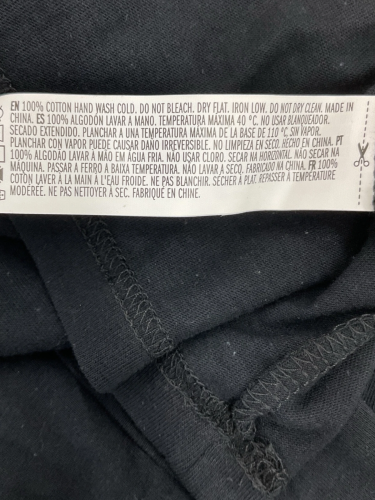 EN 100% COTTON HAND WASH COLD. DO NOT BLEACH. DRY FLAT. IRON LOW. DO NOT DRY CLEAN. MADE IN
CHINA. ES 100% ALGODÓN LAVAR A MANO. TEMPERATURA MÁXIMA 40 °C. NO USAR BLANQUEADOR.
SECADO EXTENDIDO. PLANCHAR A UNA TEMPERATURA MÁXIMA DE LA BASE DE 110 °C, SIN VAPOR.
PLANCHAR CON VAPOR PUEDE CAUSAR DAÑO IRREVERSIBLE. NO LIMPIEZA EN SECO. HECHO EN CHINA. PT
100% ALGODÃO LAVAR À MÃO EM ÁGUA FRIA. NÃO USAR CLORO. SECAR NA HORIZONTAL. NÃO SECAR NA
MÁQUINA. PASSAR A FERRO A BAIXA TEMPERATURA. NÃO LAVAR A SECO. FABRICADO NA CHINA. FR 100%
COTON LAVER À LA MAIN À L'EAU FROIDE. NE PAS BLANCHIR. SÉCHER À PLAT. REPASSER À TEMPÉRATURE
MODÉRÉE. NE PAS NETTOYER À SEC. FABRIQUÉ EN CHINE.